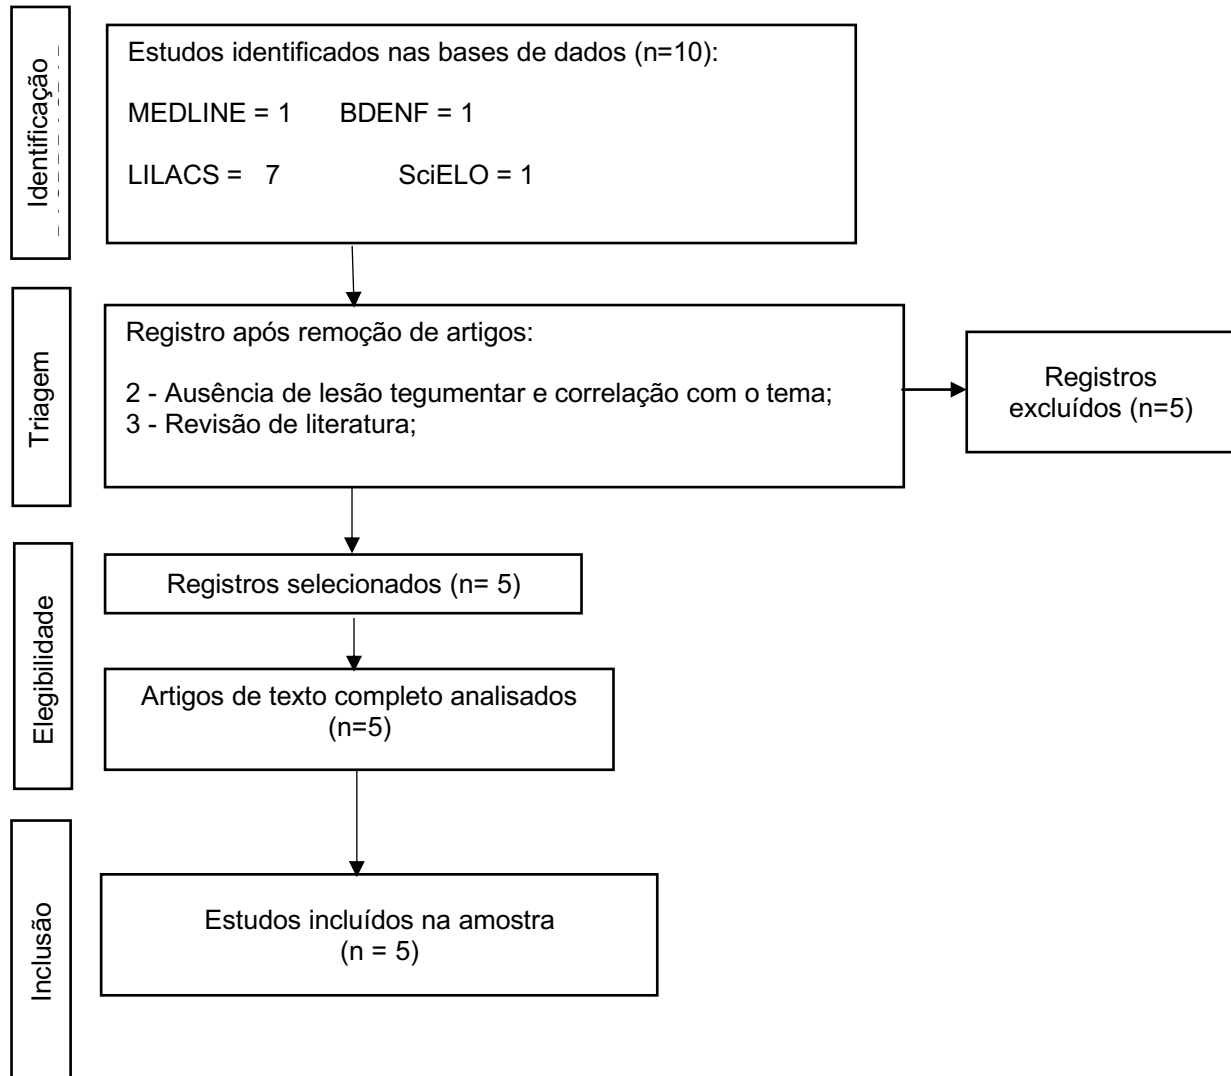 Identificação
Estudos identificados nas bases de dados (n=10):
MEDLINE = 1 BDENF = 1
LILACS = 7 SciELO = 1
Triagem
Registro após remoção de artigos:
2 - Ausência de lesão tegumentar e correlação com o tema;
3 - Revisão de literatura;
Registros
excluídos (n=5)
Elegibilidade
Registros selecionados (n= 5)
Artigos de texto completo analisados
(n=5)
Inclusão
Estudos incluídos na amostra
(n = 5)